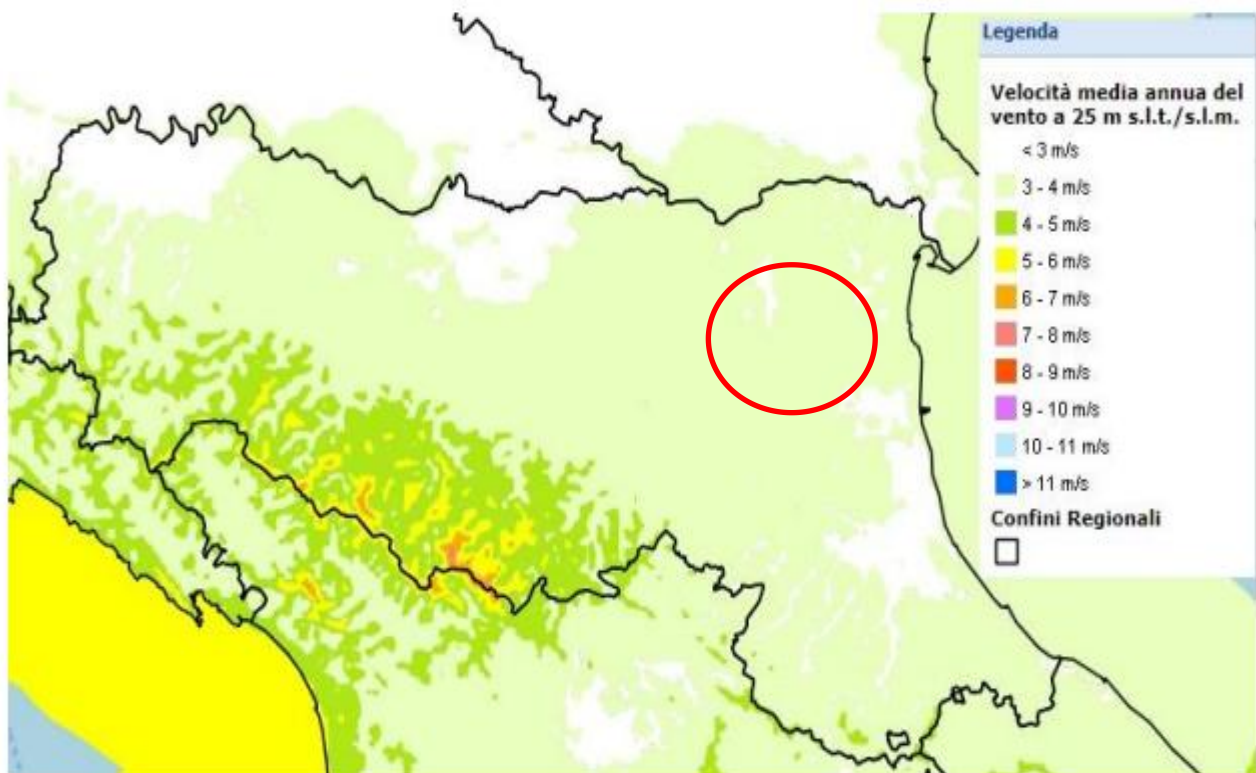 Legenda
Velocità media annua del
vento a 25 m s.l.t./s.l.m.
< 3 m/s
3 - 4 m/s
4 - 5 m/s
5 - 6 m/s
6 - 7 m/s
7 - 8 m/s
8 - 9 m/s
9 - 10 m/s
10 - 11 m/s
> 11 m/s
Confini Regionali